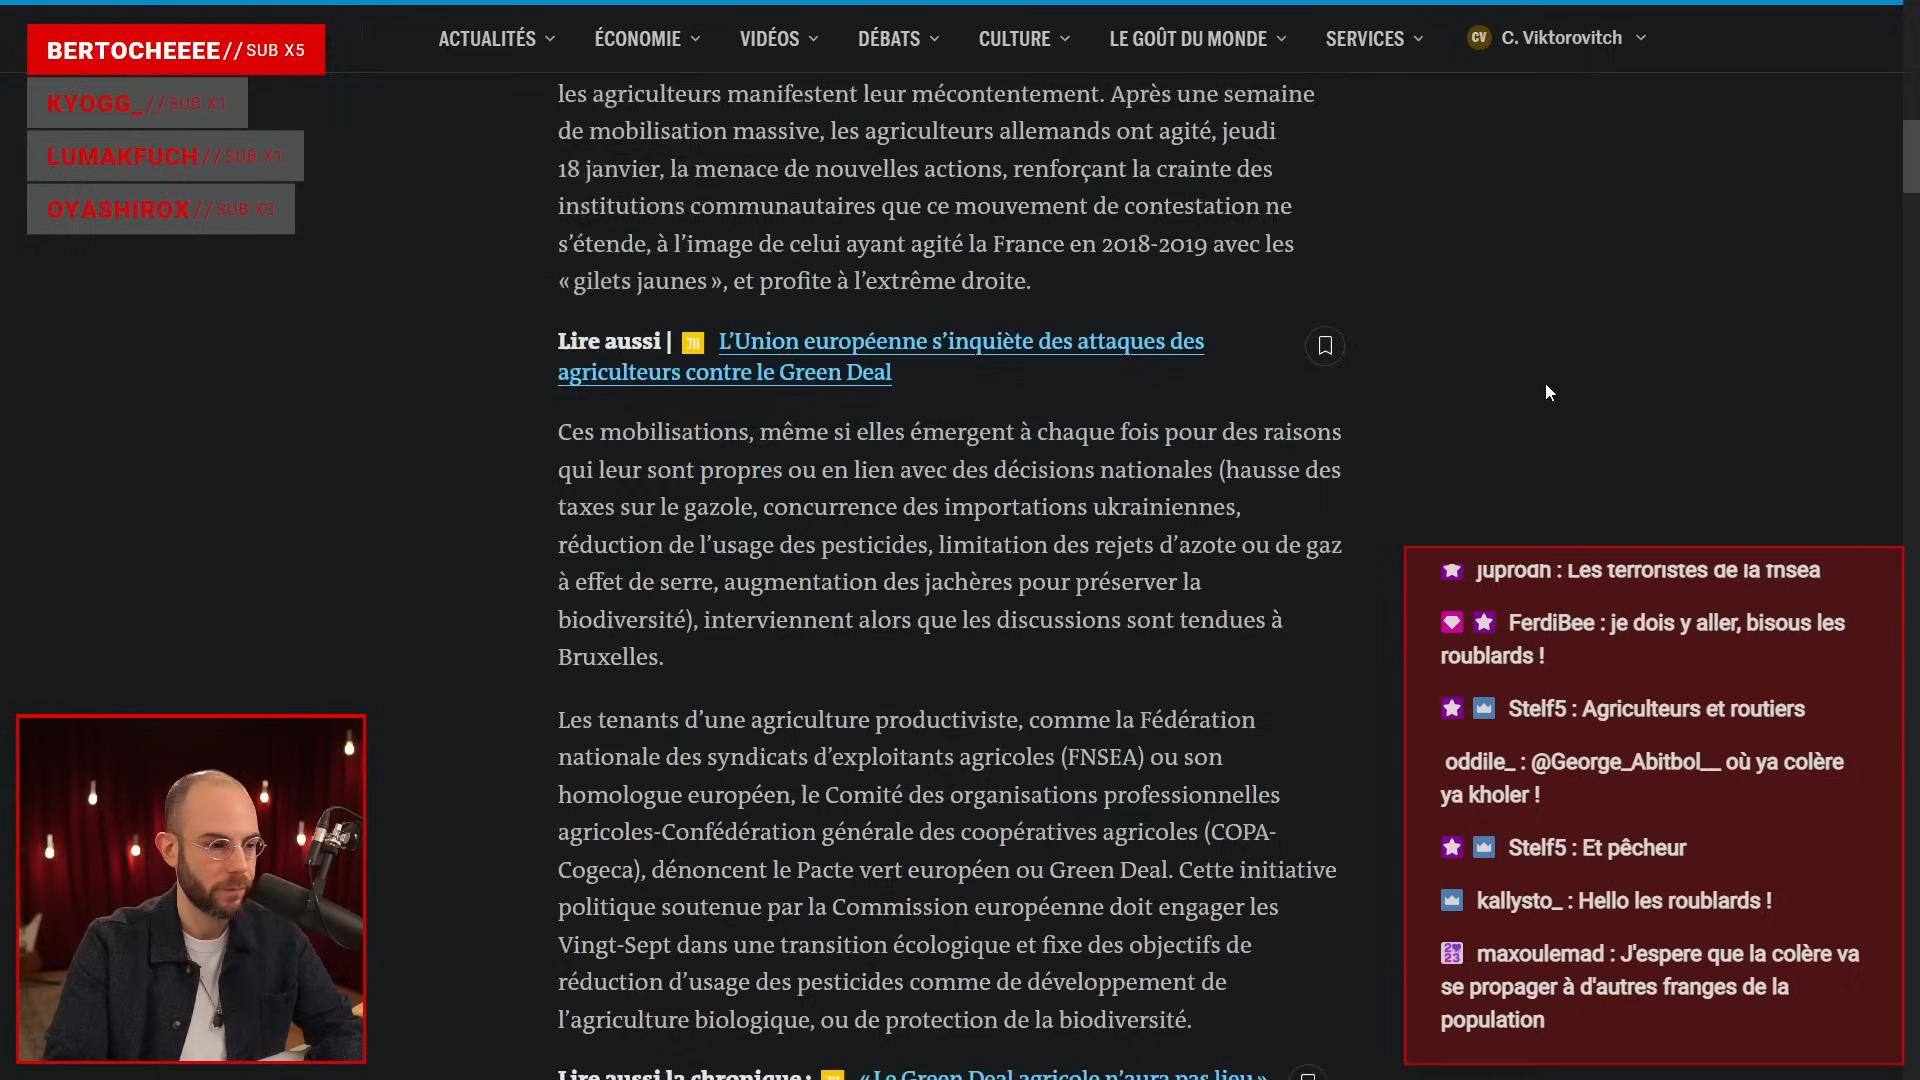 BERTOCHEEEE//SUB X5
KYOGG_//SUB X1
LUMAKFUCH//SUB X1
OYASHIROX//SUB X3
ACTUALITÉS ÉCONOMIE VIDÉOS DÉBATS CULTURE LE GOÛT DU MONDE SERVICES CV C. Viktorovitch
les agriculteurs manifestent leur mécontentement. Après une semaine
de mobilisation massive, les agriculteurs allemands ont agité, jeudi
18 janvier, la menace de nouvelles actions, renforçant la crainte des
institutions communautaires que ce mouvement de contestation ne
s’étende, à l’image de celui ayant agité la France en 2018-2019 avec les
« gilets jaunes », et profite à l’extrême droite.
Lire aussi | L’Union européenne s’inquiète des attaques des
agriculteurs contre le Green Deal
Ces mobilisations, même si elles émergent à chaque fois pour des raisons
qui leur sont propres ou en lien avec des décisions nationales (hausse des
taxes sur le gazole, concurrence des importations ukrainiennes,
réduction de l’usage des pesticides, limitation des rejets d’azote ou de gaz
à effet de serre, augmentation des jachères pour préserver la
biodiversité), interviennent alors que les discussions sont tendues à
Bruxelles.
Les tenants d’une agriculture productiviste, comme la Fédération
nationale des syndicats d’exploitants agricoles (FNSEA) ou son
homologue européen, le Comité des organisations professionnelles
agricoles-Confédération générale des coopératives agricoles (COPA-
Cogeca), dénoncent le Pacte vert européen ou Green Deal. Cette initiative
politique soutenue par la Commission européenne doit engager les
Vingt-Sept dans une transition écologique et fixe des objectifs de
réduction d’usage des pesticides comme de développement de
l’agriculture biologique, ou de protection de la biodiversité.
Lire aussi la chronique : « Le Green Deal agricole n’aura pas lieu »
juprodh : Les terroristes de la fnsea
FerdiBee : je dois y aller, bisous les
roublards !
Stelf5 : Agriculteurs et routiers
oddile_ : @George_Abitbol__ où ya colère
ya kholer !
Stelf5 : Et pêcheur
kallysto_ : Hello les roublards !
2023 maxoulemad : J'espere que la colère va
se propager à d'autres franges de la
population